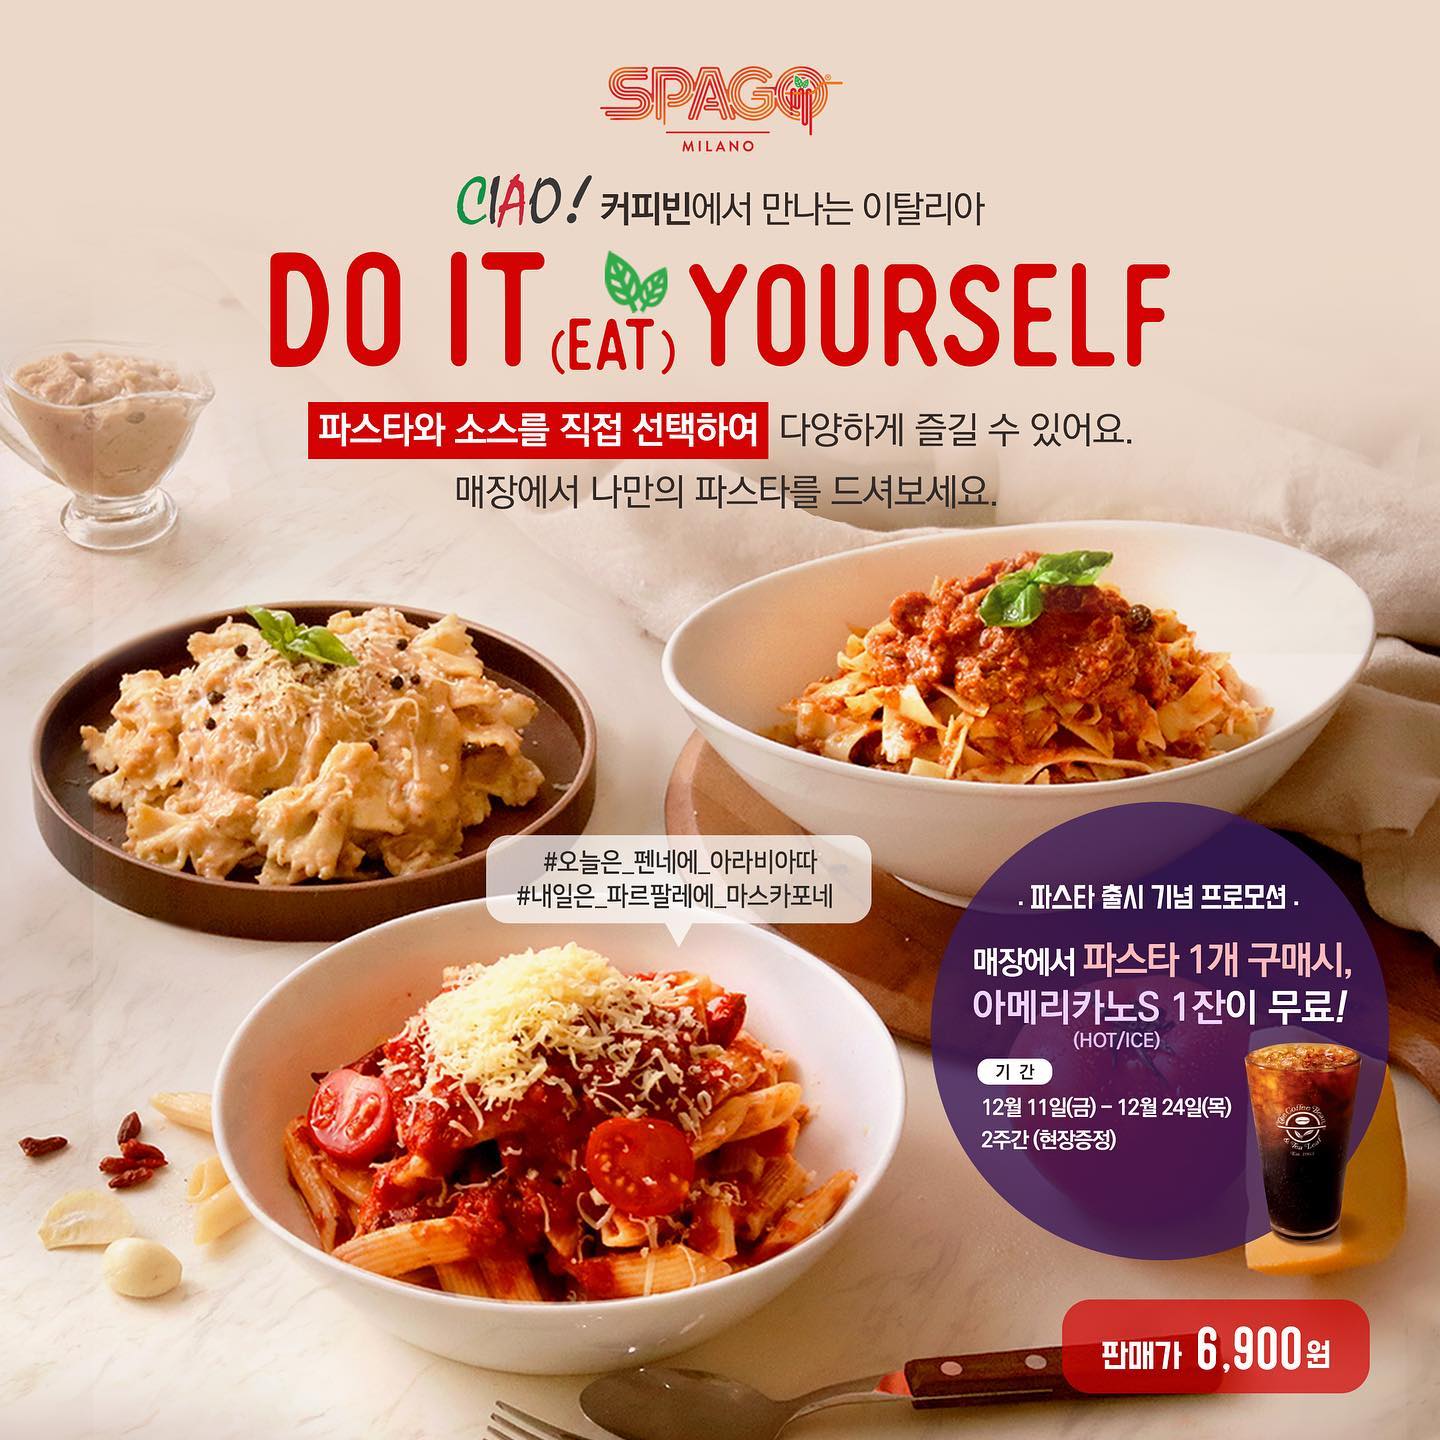 SPAGO®
MILANO
CIAO! 커피빈에서 만나는 이탈리아
DO IT (EAT) YOURSELF
파스타와 소스를 직접 선택하여 다양하게 즐길 수 있어요.
매장에서 나만의 파스타를 드셔보세요.
#오늘은_펜네에_아라비아따
#내일은_파르팔레에_마스카포네
· 파스타 출시 기념 프로모션 ·
매장에서 파스타 1개 구매시,
아메리카노S 1잔이 무료!
(HOT/ICE)
기 간
12월 11일(금) - 12월 24일(목)
2주간 (현장증정)
The Coffee Bean
& Tea Leaf
판매가 6,900원